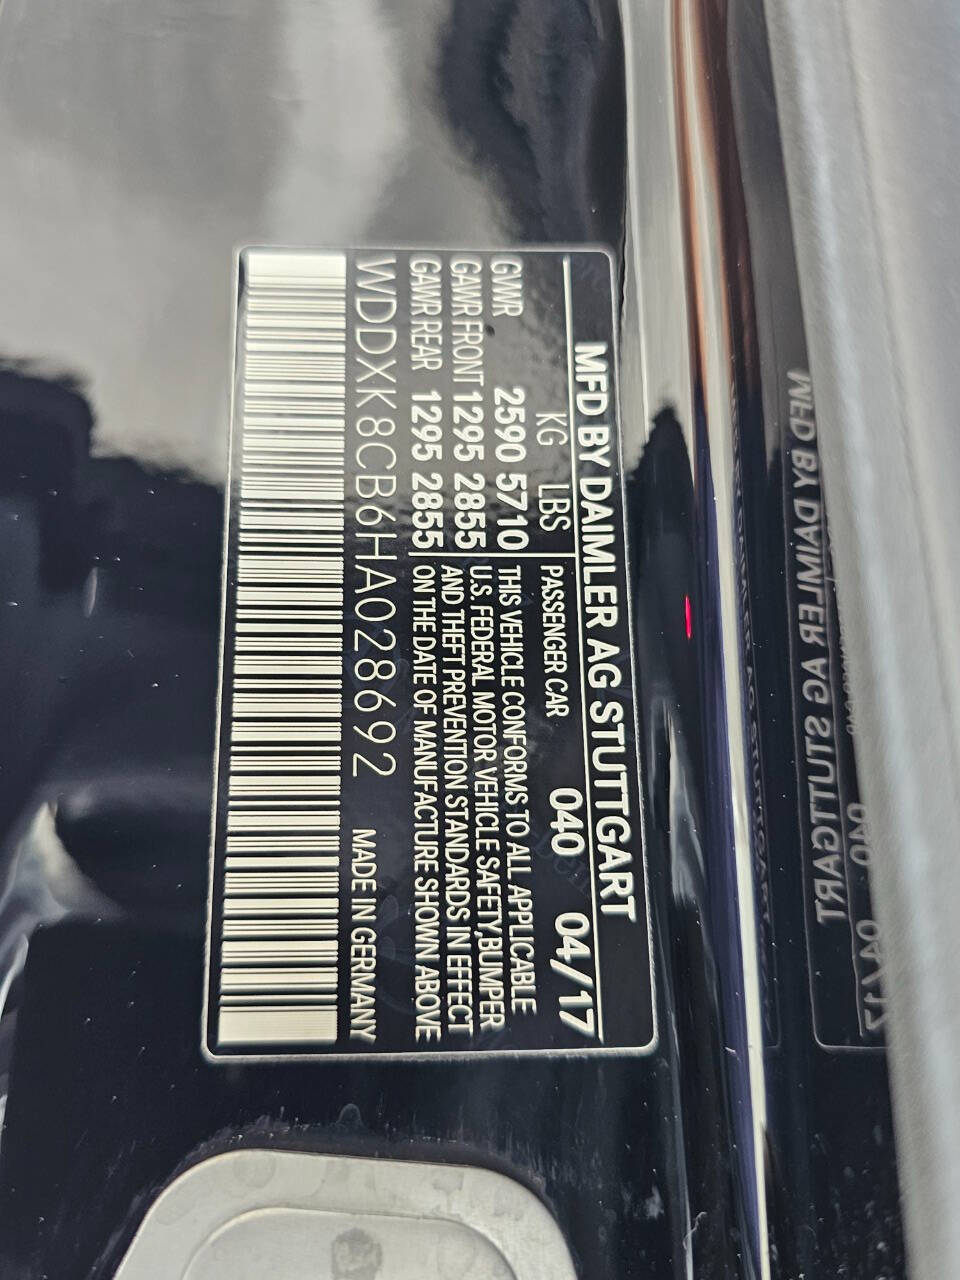 MFD BY DAIMLER AG STUTTGART
KG LBS PASSENGER CAR 040 04/17
GWR 2590 5710
GAWR FRONT 1295 2855
GAWR REAR 1295 2855
THIS VEHICLE CONFORMS TO ALL APPLICABLE
U.S. FEDERAL MOTOR VEHICLE SAFETY, BUMPER
AND THEFT PREVENTION STANDARDS IN EFFECT
ON THE DATE OF MANUFACTURE SHOWN ABOVE
WDDXK8CB6HA028692 MADE IN GERMANY